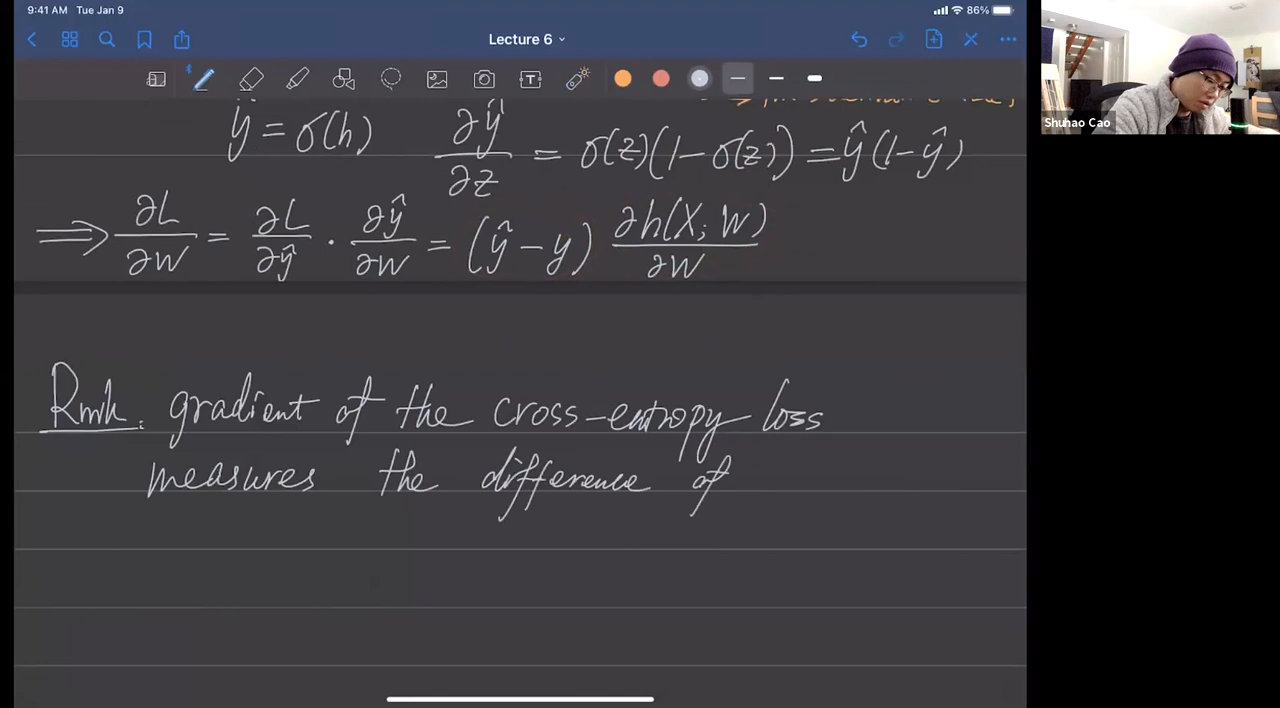 9:41 AM Tue Jan 9
86%
Lecture 6
Shuhao Cao
ŷ = σ(h) ∂ŷ/∂z = σ(z)(1-σ(z)) = ŷ(1-ŷ)
⟹ ∂L/∂W = ∂L/∂ŷ · ∂ŷ/∂W = (ŷ - y) ∂h(X; W)/∂W
Rmk: gradient of the cross-entropy loss
measures the difference of